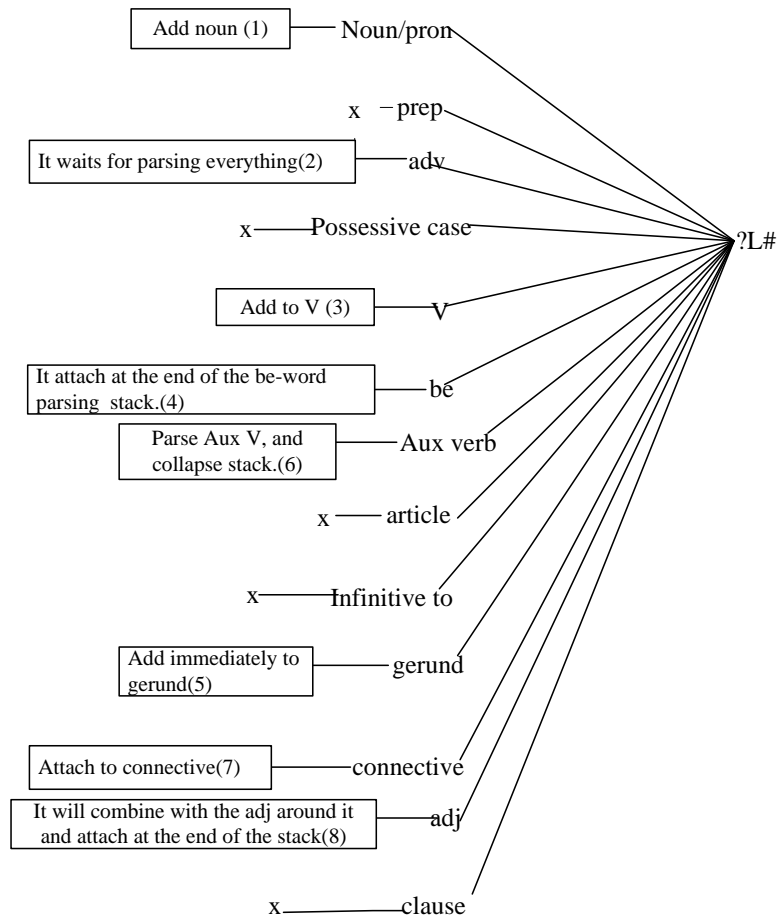 Add noun (1) Noun/pron
x – prep
It waits for parsing everything(2) adv
x Possessive case
?L#
Add to V (3) V
It attach at the end of the be-word
parsing stack.(4)
be
Parse Aux V, and
collapse stack.(6)
Aux verb
x article
x Infinitive to
Add immediately to
gerund(5)
gerund
Attach to connective(7) connective
It will combine with the adj around it
and attach at the end of the stack(8)
adj
x clause